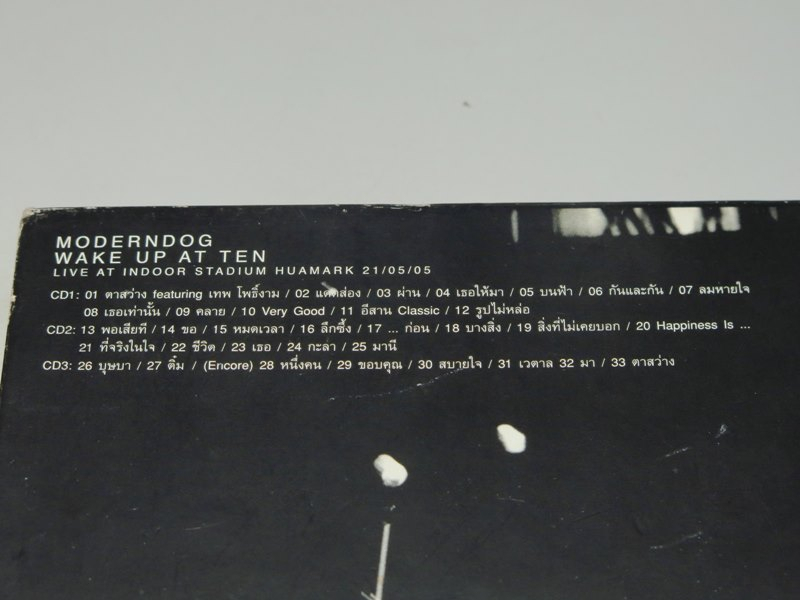 MODERNDOG
WAKE UP AT TEN
LIVE AT INDOOR STADIUM HUAMARK 21/05/05
CD1: 01 ตาสว่าง featuring เทพ โพธิ์งาม / 02 แดดส่อง / 03 ผ่าน / 04 เธอให้มา / 05 บนฟ้า / 06 กันและกัน / 07 ลมหายใจ
08 เธอเท่านั้น / 09 คลาย / 10 Very Good / 11 อีสาน Classic / 12 รูปไม่หล่อ
CD2: 13 พอเสียที / 14 ขอ / 15 หมดเวลา / 16 ลึกซึ้ง / 17 ... ก่อน / 18 บางสิ่ง / 19 สิ่งที่ไม่เคยบอก / 20 Happiness Is ...
21 ที่จริงในใจ / 22 ชีวิต / 23 เธอ / 24 กะลา / 25 มานี
CD3: 26 บุษบา / 27 ติ๋ม / (Encore) 28 หนึ่งคน / 29 ขอบคุณ / 30 สบายใจ / 31 เวตาล 32 มา / 33 ตาสว่าง